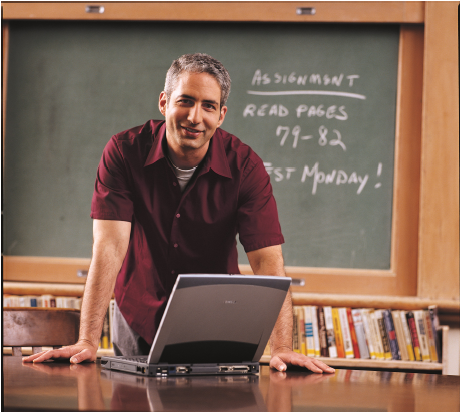 ASSIGNMENT
READ PAGES
79-82
EST MONDAY!